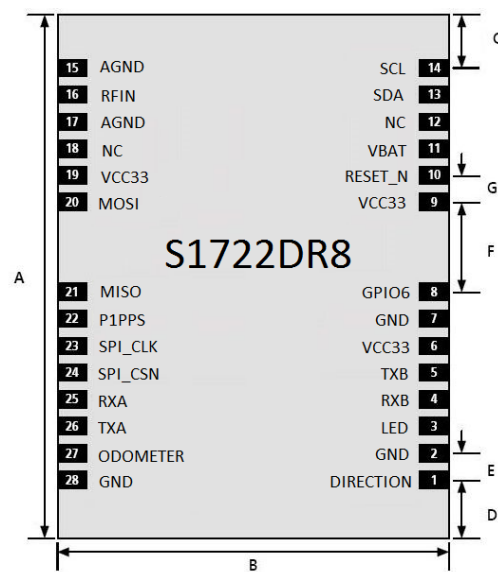 C
15 AGND SCL 14
16 RFIN SDA 13
17 AGND NC 12
18 NC VBAT 11
19 VCC33 RESET_N 10
G
20 MOSI VCC33 9
S1722DR8
F
A
21 MISO GPIO6 8
22 P1PPS GND 7
23 SPI_CLK VCC33 6
24 SPI_CSN TXB 5
25 RXA RXB 4
26 TXA LED 3
27 ODOMETER GND 2
E
28 GND DIRECTION 1
D
B